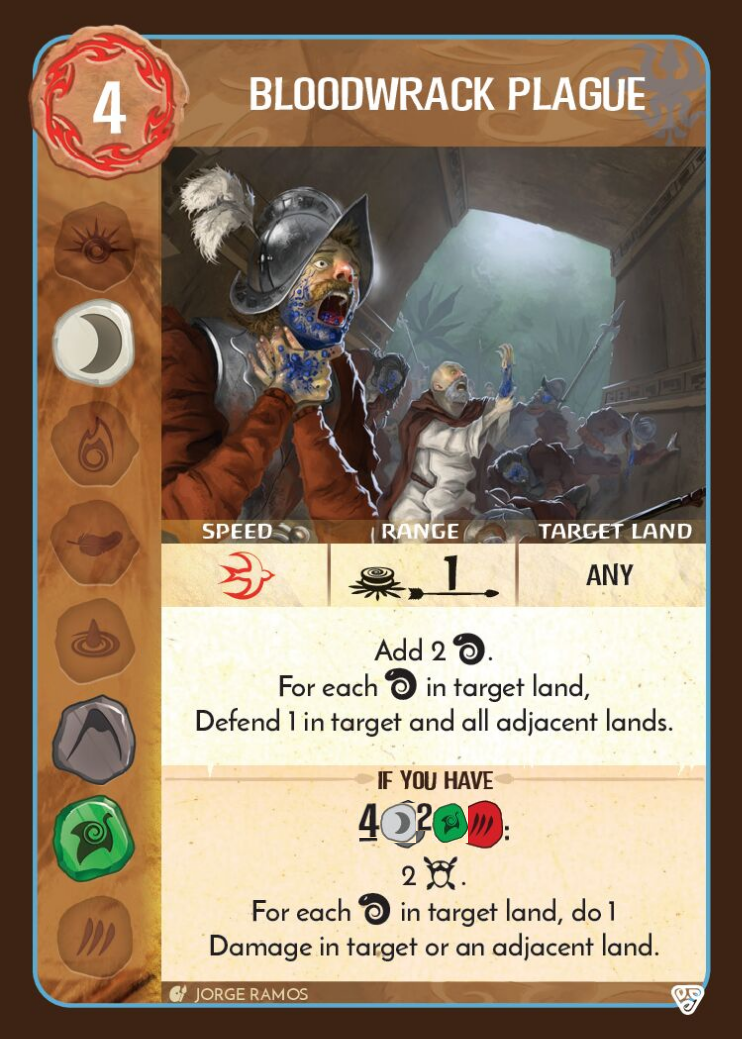 4
BLOODWRACK PLAGUE
SPEED RANGE TARGET LAND
1 ANY
Add 2 .
For each in target land,
Defend 1 in target and all adjacent lands.
IF YOU HAVE
4 2 :
2 .
For each in target land, do 1
Damage in target or an adjacent land.
JORGE RAMOS